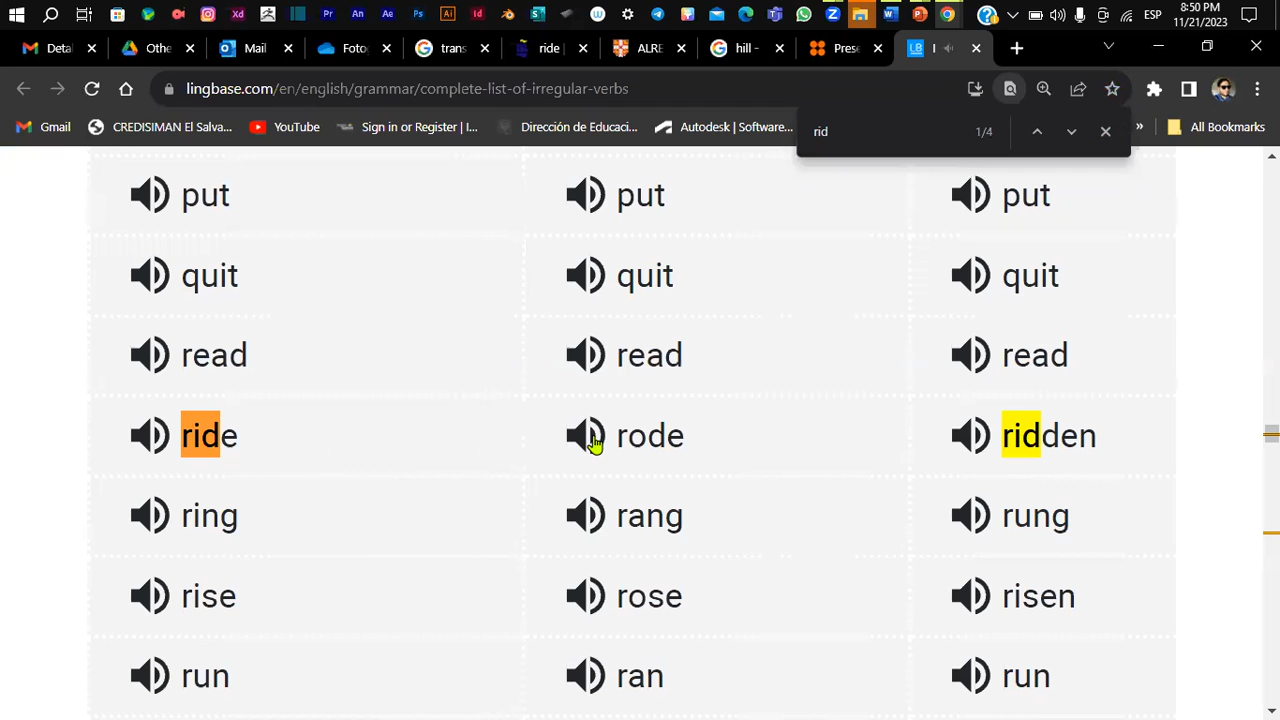 8:50 PM
ESP
11/21/2023
Detal
Othe
Mail
Fotog
trans
ride |
ALRE
hill -
Prese
lingbase.com/en/english/grammar/complete-list-of-irregular-verbs
Gmail
CREDISIMAN El Salva...
YouTube
Sign in or Register | I...
Dirección de Educaci...
Autodesk | Software...
»
All Bookmarks
rid
1/4
put put put
quit quit quit
read read read
ride rode ridden
ring rang rung
rise rose risen
run ran run